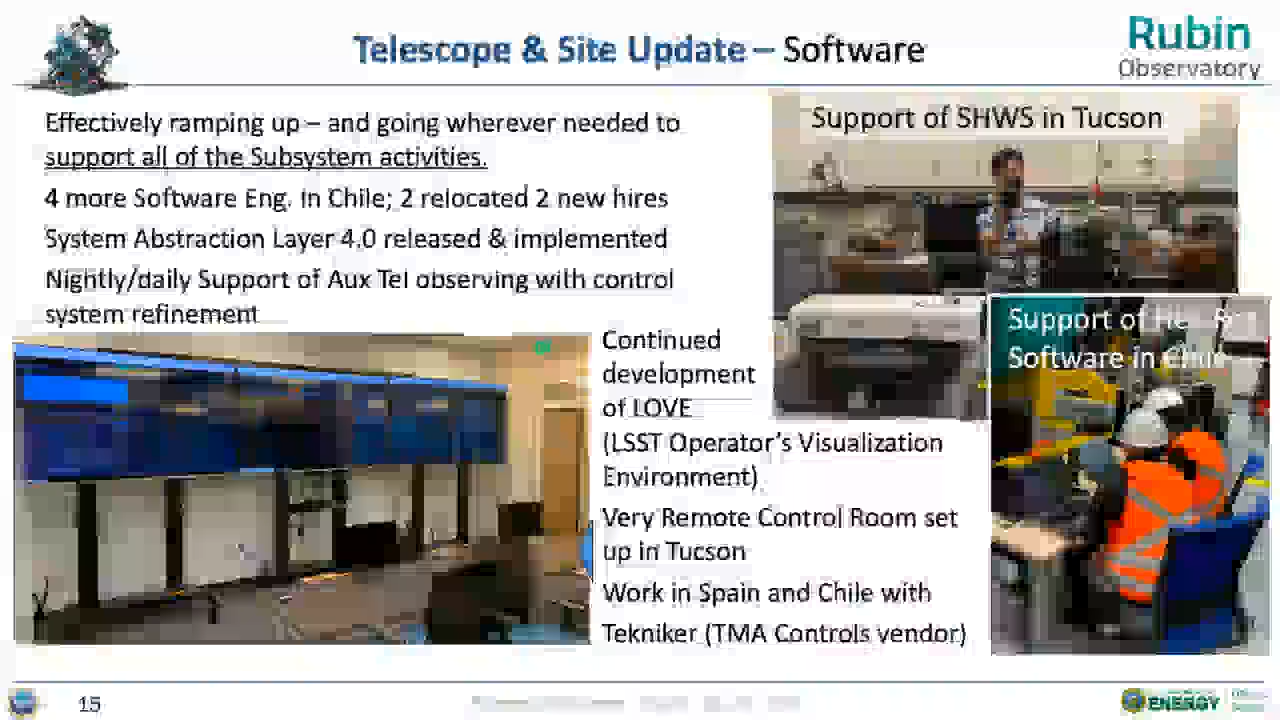 Telescope & Site Update – Software
Rubin
Observatory
Effectively ramping up – and going wherever needed to
support all of the Subsystem activities.
4 more Software Eng. In Chile; 2 relocated 2 new hires
System Abstraction Layer 4.0 released & implemented
Nightly/daily Support of Aux Tel observing with control
system refinement
Support of SHWS in Tucson
Support of
Software in Chile
Continued
development
of LOVE
(LSST Operator's Visualization
Environment)
Very Remote Control Room set
up in Tucson
Work in Spain and Chile with
Tekniker (TMA Controls vendor)
15
ENERGY